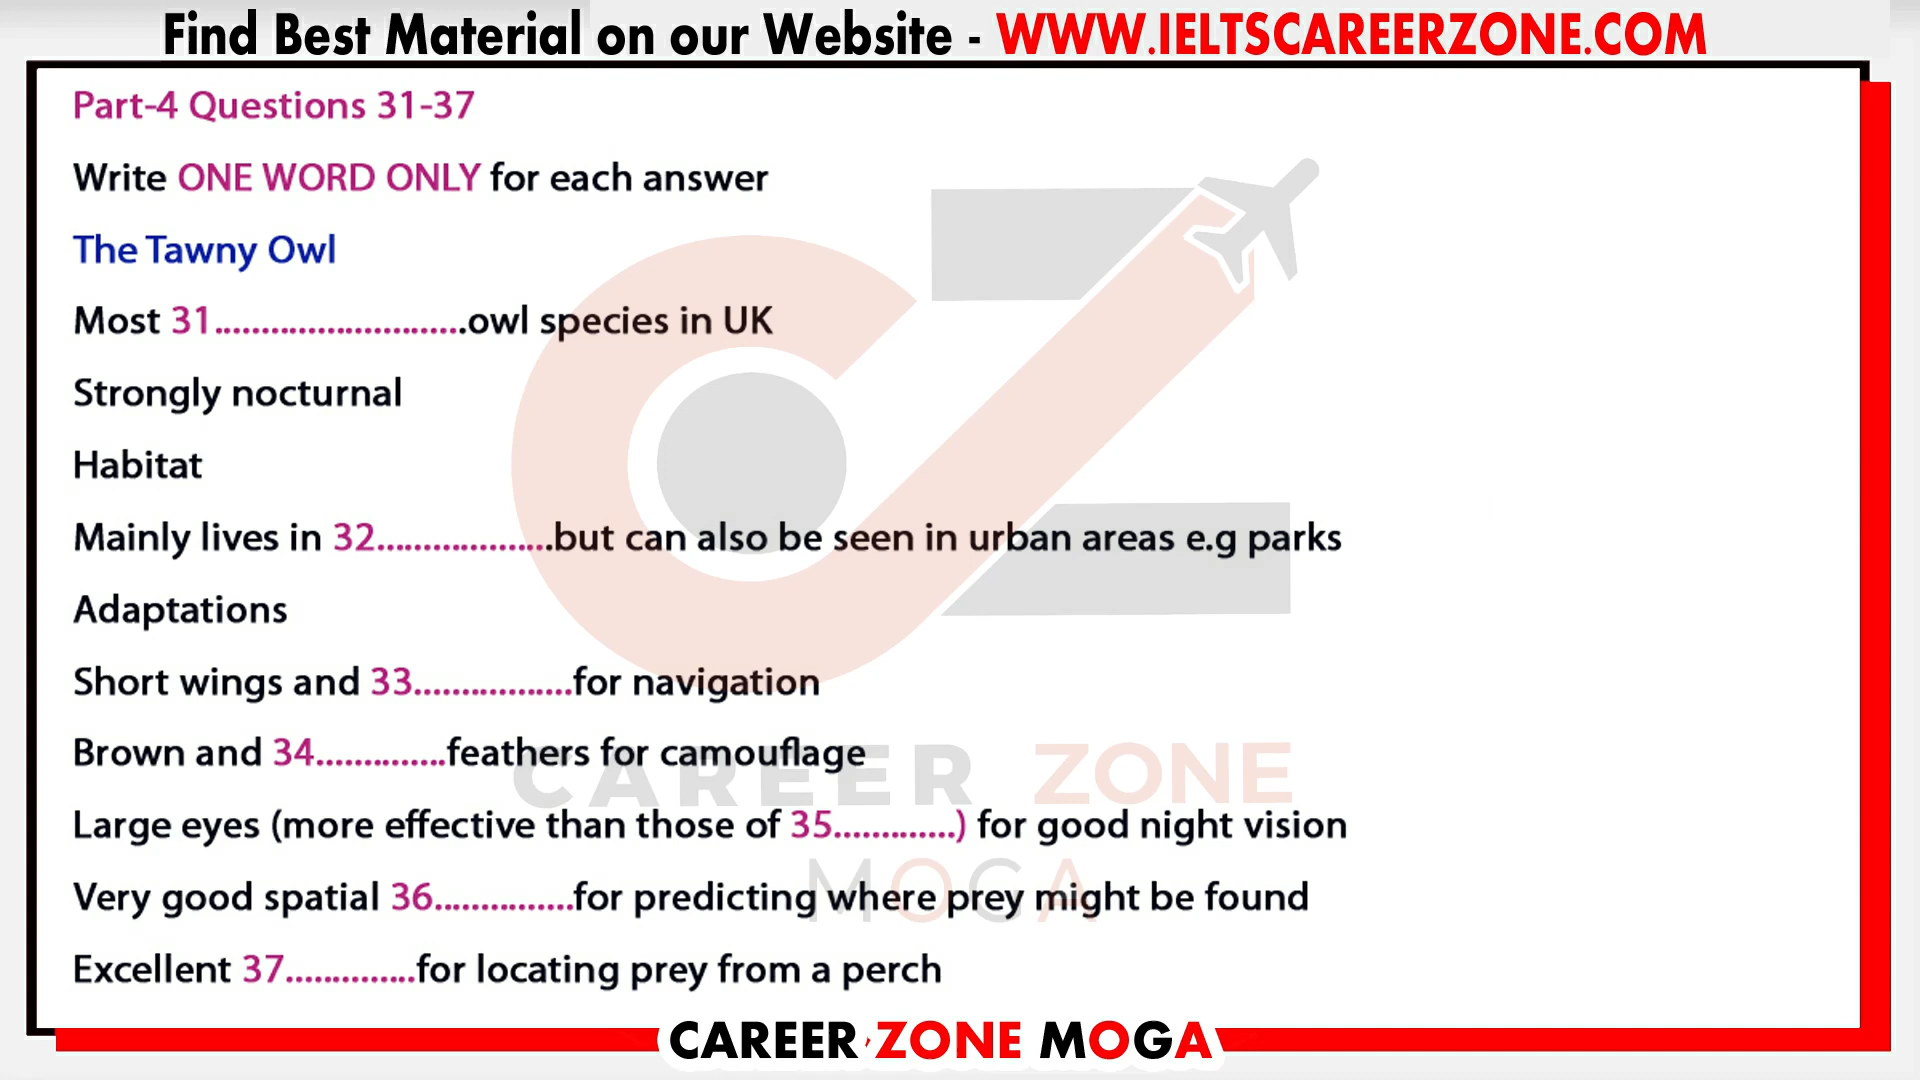 Find Best Material on our Website - WWW.IELTSCAREERZONE.COM
Part-4 Questions 31-37
Write ONE WORD ONLY for each answer
The Tawny Owl
Most 31...........................owl species in UK
Strongly nocturnal
Habitat
Mainly lives in 32...................but can also be seen in urban areas e.g parks
Adaptations
Short wings and 33.................for navigation
Brown and 34..............feathers for camouflage
CAREER ZONE
Large eyes (more effective than those of 35.............) for good night vision
MOGA
Very good spatial 36...............for predicting where prey might be found
Excellent 37..............for locating prey from a perch
CAREER ZONE MOGA